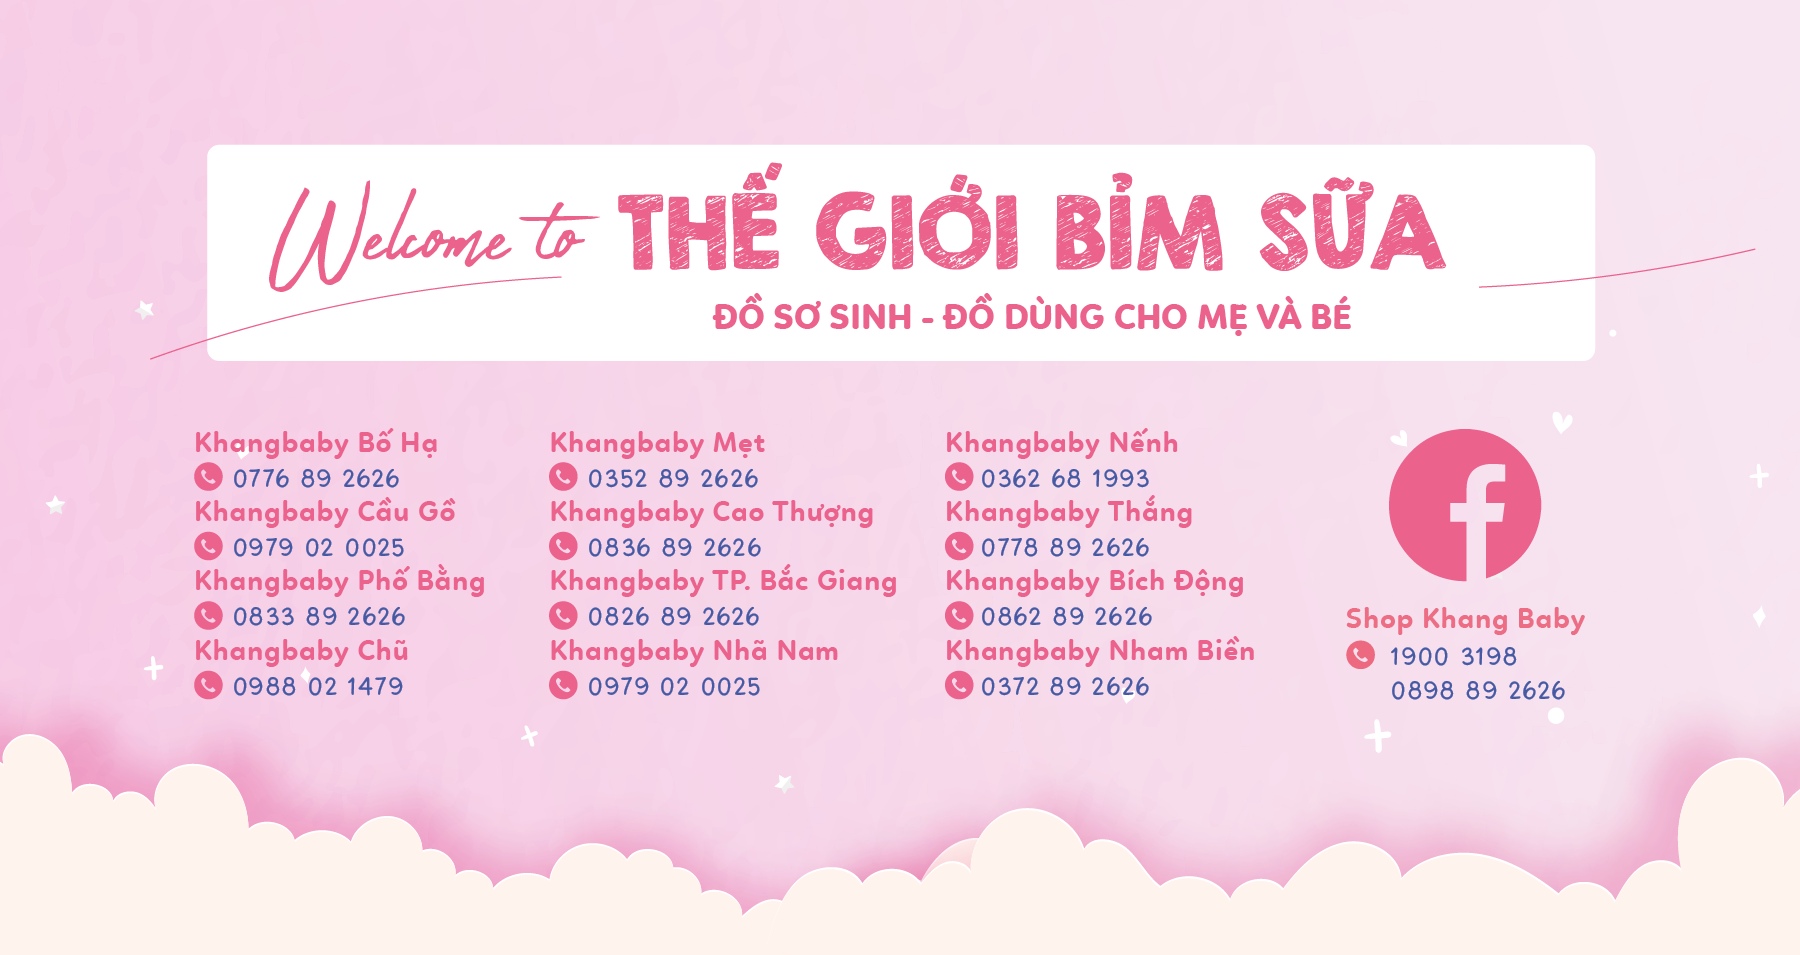 Welcome to THẾ GIỚI BỈM SỮA
ĐỒ SƠ SINH - ĐỒ DÙNG CHO MẸ VÀ BÉ
Khangbaby Bố Hạ
0776 89 2626
Khangbaby Cầu Gồ
0979 02 0025
Khangbaby Phố Bằng
0833 89 2626
Khangbaby Chũ
0988 02 1479
Khangbaby Mẹt
0352 89 2626
Khangbaby Cao Thượng
0836 89 2626
Khangbaby TP. Bắc Giang
0826 89 2626
Khangbaby Nhã Nam
0979 02 0025
Khangbaby Nếnh
0362 68 1993
Khangbaby Thắng
0778 89 2626
Khangbaby Bích Động
0862 89 2626
Khangbaby Nham Biền
0372 89 2626
f
Shop Khang Baby
1900 3198
0898 89 2626